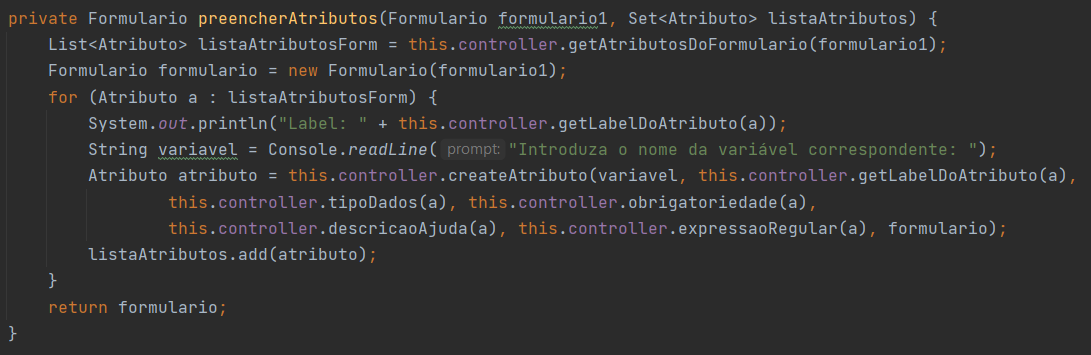 private Formulario preencherAtributos(Formulario formulario1, Set<Atributo> listaAtributos) {
    List<Atributo> listaAtributosForm = this.controller.getAtributosDoFormulario(formulario1);
    Formulario formulario = new Formulario(formulario1);
    for (Atributo a : listaAtributosForm) {
        System.out.println("Label: " + this.controller.getLabelDoAtributo(a));
        String variavel = Console.readLine( prompt: "Introduza o nome da variável correspondente: ");
        Atributo atributo = this.controller.createAtributo(variavel, this.controller.getLabelDoAtributo(a),
                this.controller.tipoDados(a), this.controller.obrigatoriedade(a),
                this.controller.descricaoAjuda(a), this.controller.expressaoRegular(a), formulario);
        listaAtributos.add(atributo);
    }
    return formulario;
}